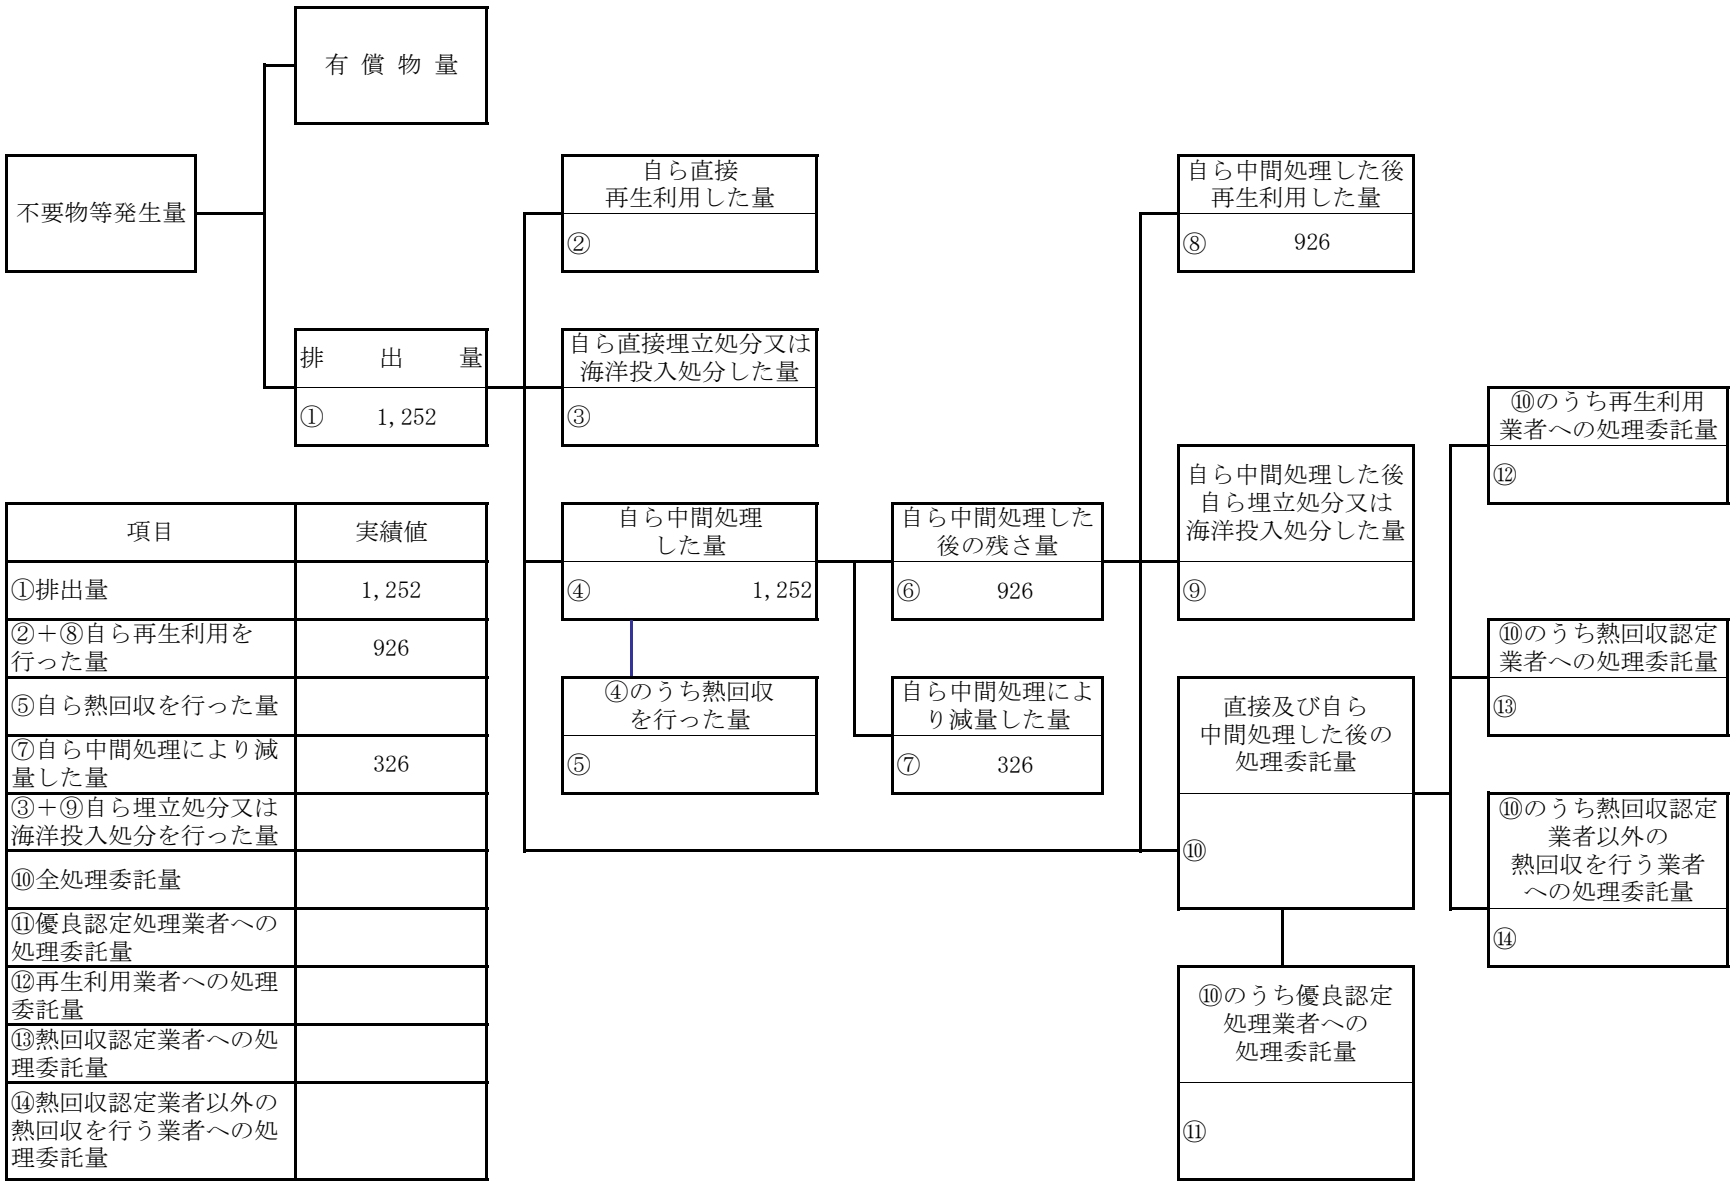 有償物量
不要物等発生量
排出量
① 1,252
自ら直接
再生利用した量
②
自ら直接埋立処分又は
海洋投入処分した量
③
自ら中間処理
した量
④ 1,252
④のうち熱回収
を行った量
⑤
自ら中間処理した
後の残さ量
⑥ 926
自ら中間処理によ
り減量した量
⑦ 326
自ら中間処理した後
再生利用した量
⑧ 926
自ら中間処理した後
自ら埋立処分又は
海洋投入処分した量
⑨
直接及び自ら
中間処理した後の
処理委託量
⑩
⑩のうち優良認定
処理業者への
処理委託量
⑪
⑩のうち再生利用
業者への処理委託量
⑫
⑩のうち熱回収認定
業者への処理委託量
⑬
⑩のうち熱回収認定
業者以外の
熱回収を行う業者
への処理委託量
⑭
項目 実績値
①排出量 1,252
②＋⑧自ら再生利用を
行った量 926
⑤自ら熱回収を行った量
⑦自ら中間処理により減
量した量 326
③＋⑨自ら埋立処分又は
海洋投入処分を行った量
⑩全処理委託量
⑪優良認定処理業者への
処理委託量
⑫再生利用業者への処理
委託量
⑬熱回収認定業者への処
理委託量
⑭熱回収認定業者以外の
熱回収を行う業者への処
理委託量